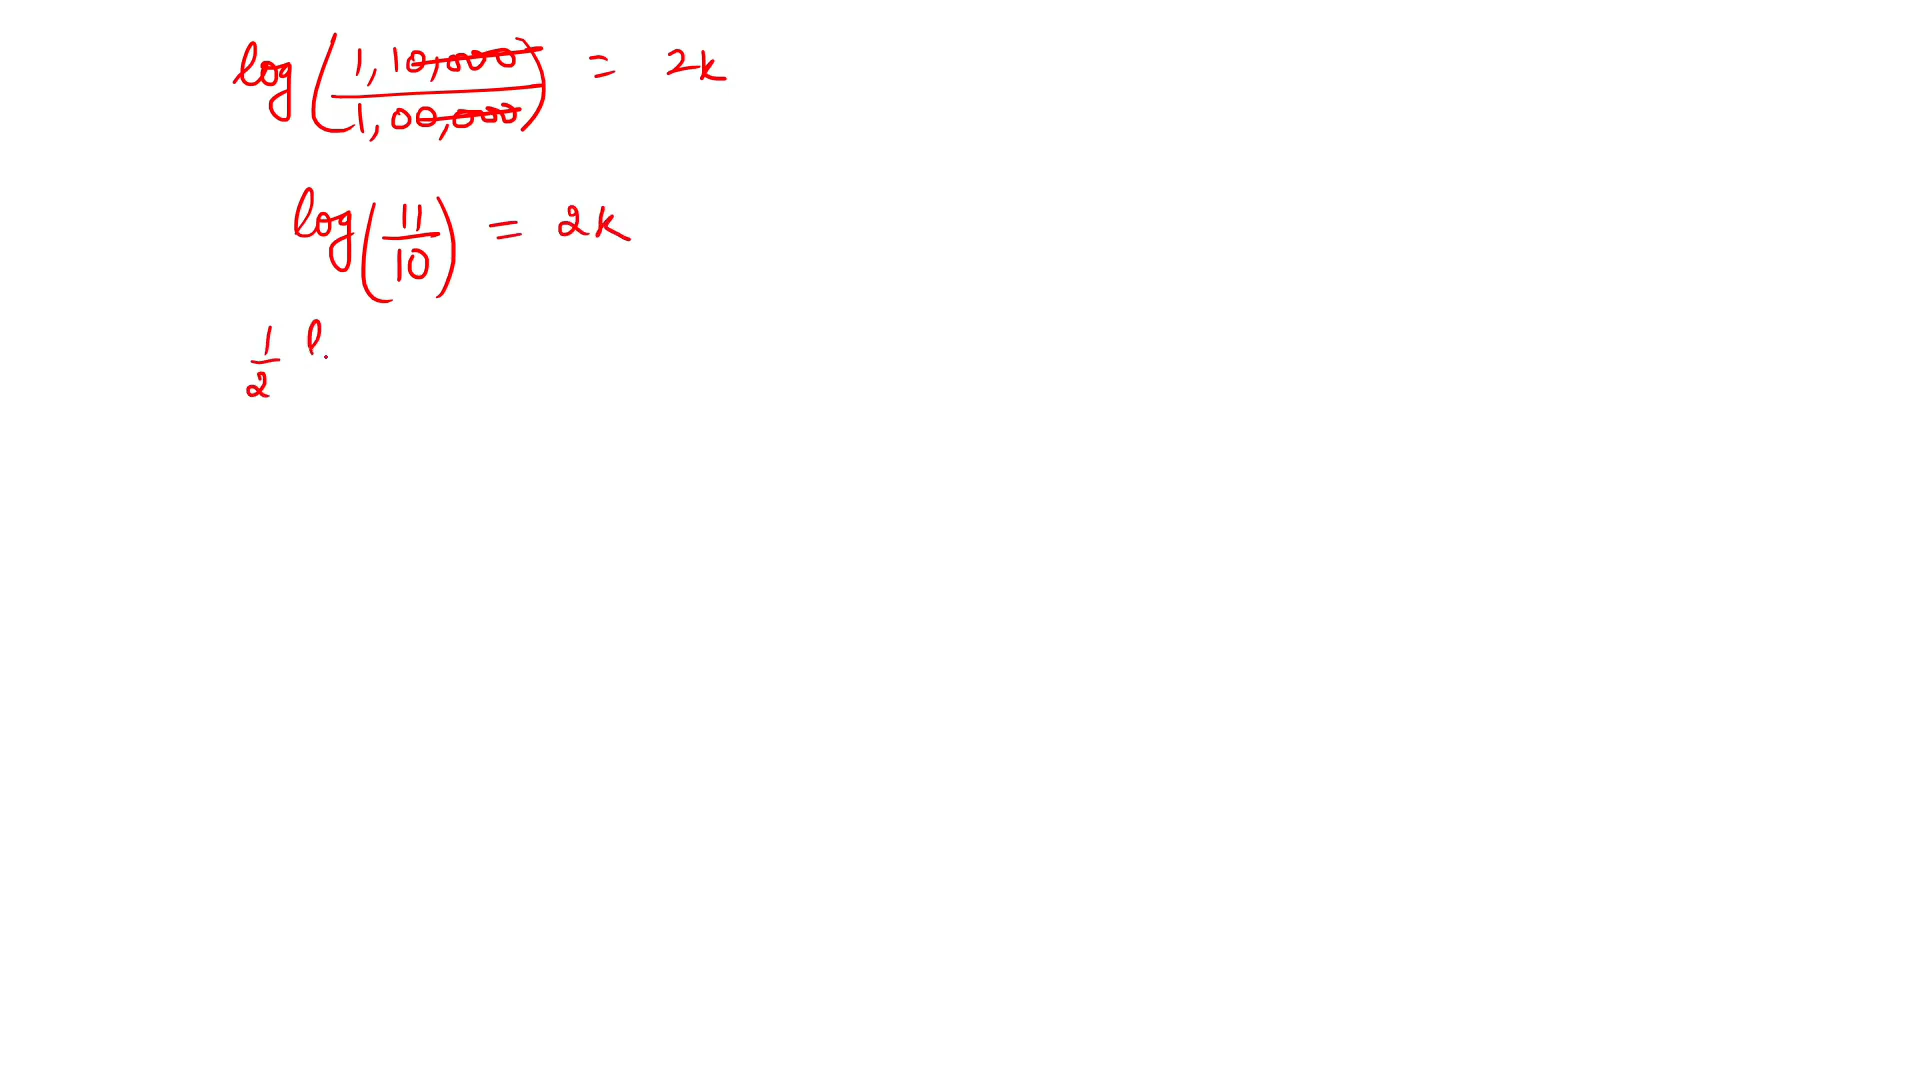 log(1,10,000/1,00,000) = 2k
log(11/10) = 2k
1/2 l